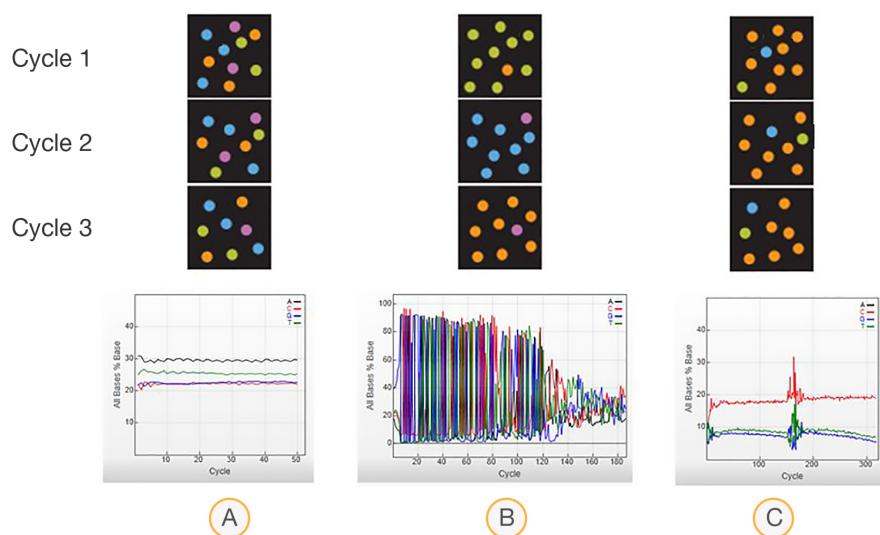 Cycle 1
Cycle 2
Cycle 3
All Bases % Base
40
30
20
10
A
C
G
T
10 20 30 40 50
Cycle
All Bases % Base
100
80
60
40
20
0
A
C
G
T
20 40 60 80 100 120 140 160 180
Cycle
All Bases % Base
40
30
20
10
A
C
G
T
100 200 300
Cycle
A B C